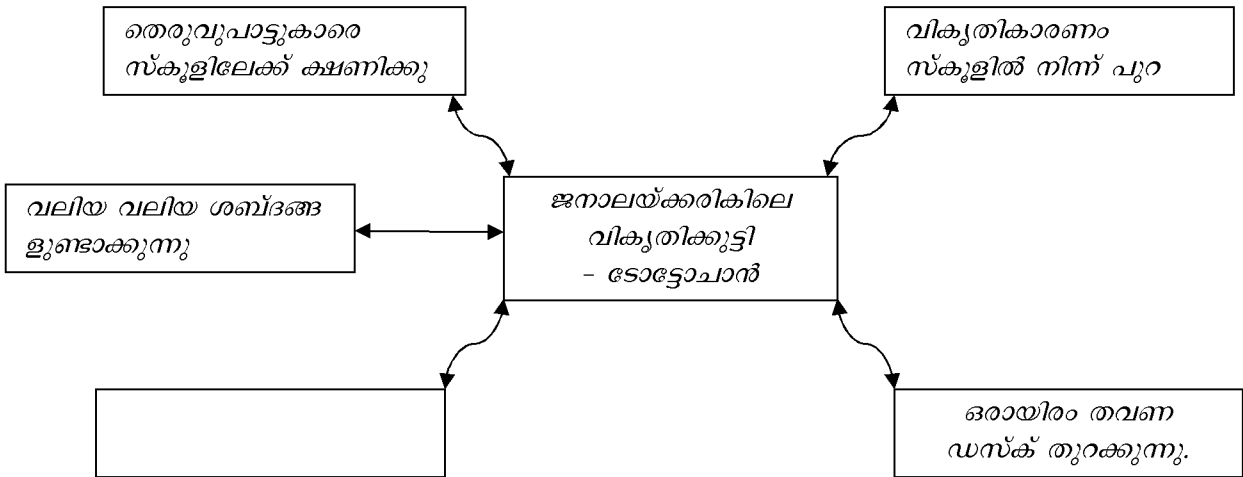 തെരുവുപാട്ടുകാരെ
സ്കൂളിലേക്ക് ക്ഷണിക്കു
വികൃതികാരണം
സ്കൂളിൽ നിന്ന് പുറ
വലിയ വലിയ ശബ്ദങ്ങ
ളുണ്ടാക്കുന്നു
ജനാലയ്ക്കരികിലെ
വികൃതിക്കുട്ടി
- ടോട്ടോചാൻ
ഒരായിരം തവണ
ഡസ്ക് തുറക്കുന്നു.